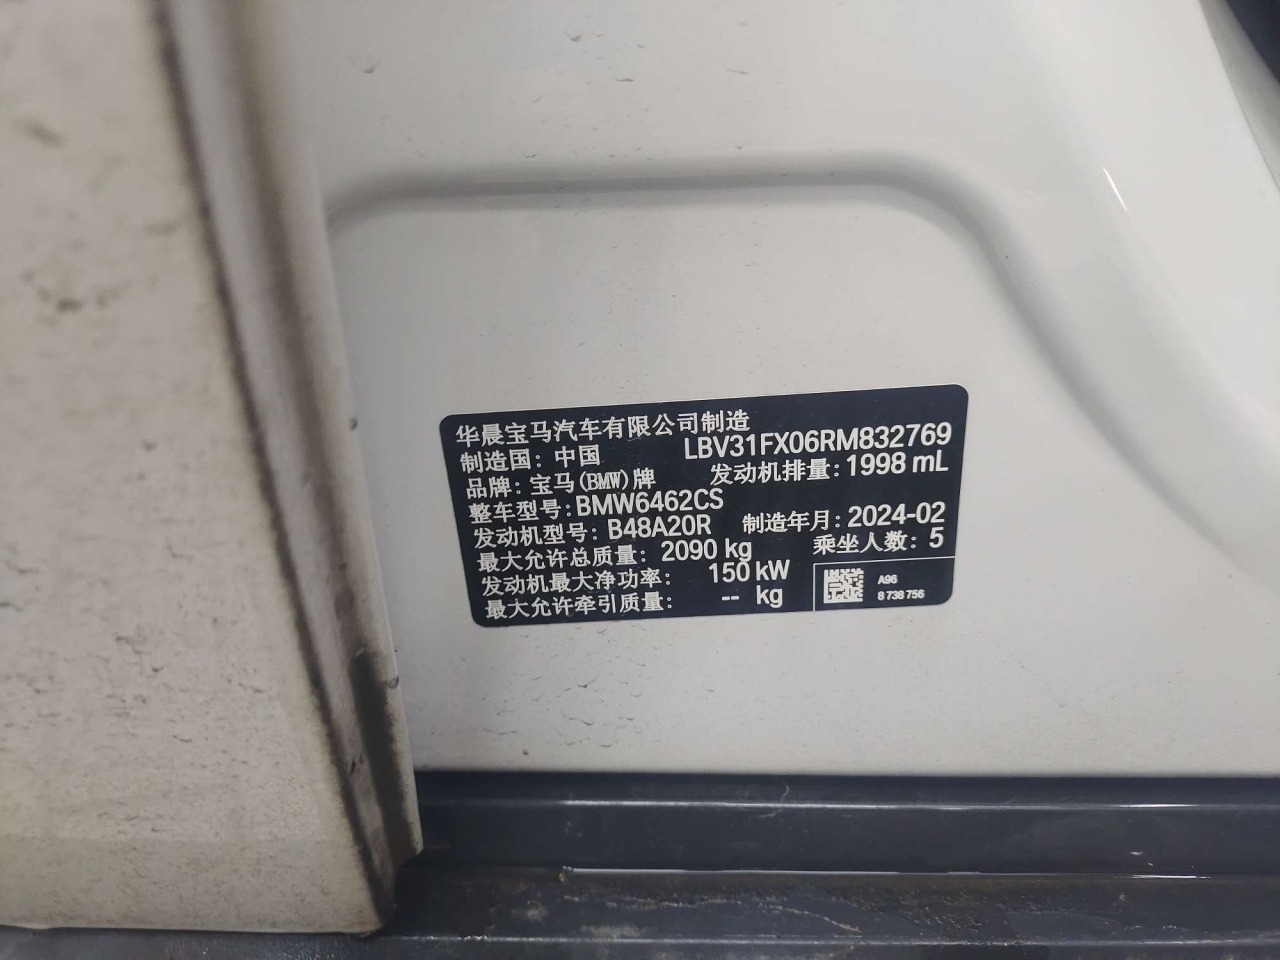 华晨宝马汽车有限公司制造
制造国：中国 LBV31FX06RM832769
品牌：宝马(BMW)牌 发动机排量：1998 mL
整车型号：BMW6462CS
发动机型号：B48A20R 制造年月：2024-02
最大允许总质量：2090 kg 乘坐人数：5
发动机最大净功率： 150 kW
最大允许牵引质量： -- kg
A96
8 738 756